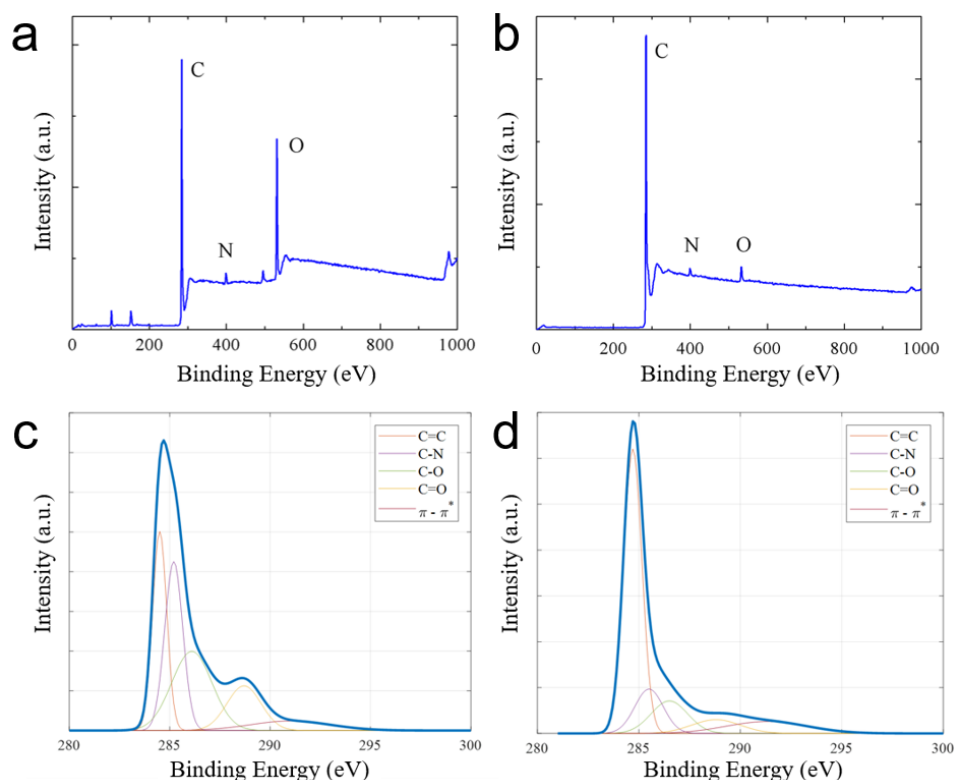 a
C
N
O
Intensity (a.u.)
0 200 400 600 800 1000
Binding Energy (eV)
b
C
N
O
Intensity (a.u.)
0 200 400 600 800 1000
Binding Energy (eV)
c
C=C
C-N
C-O
C=O
π - π*
Intensity (a.u.)
280 285 290 295 300
Binding Energy (eV)
d
C=C
C-N
C-O
C=O
π - π*
Intensity (a.u.)
280 285 290 295 300
Binding Energy (eV)